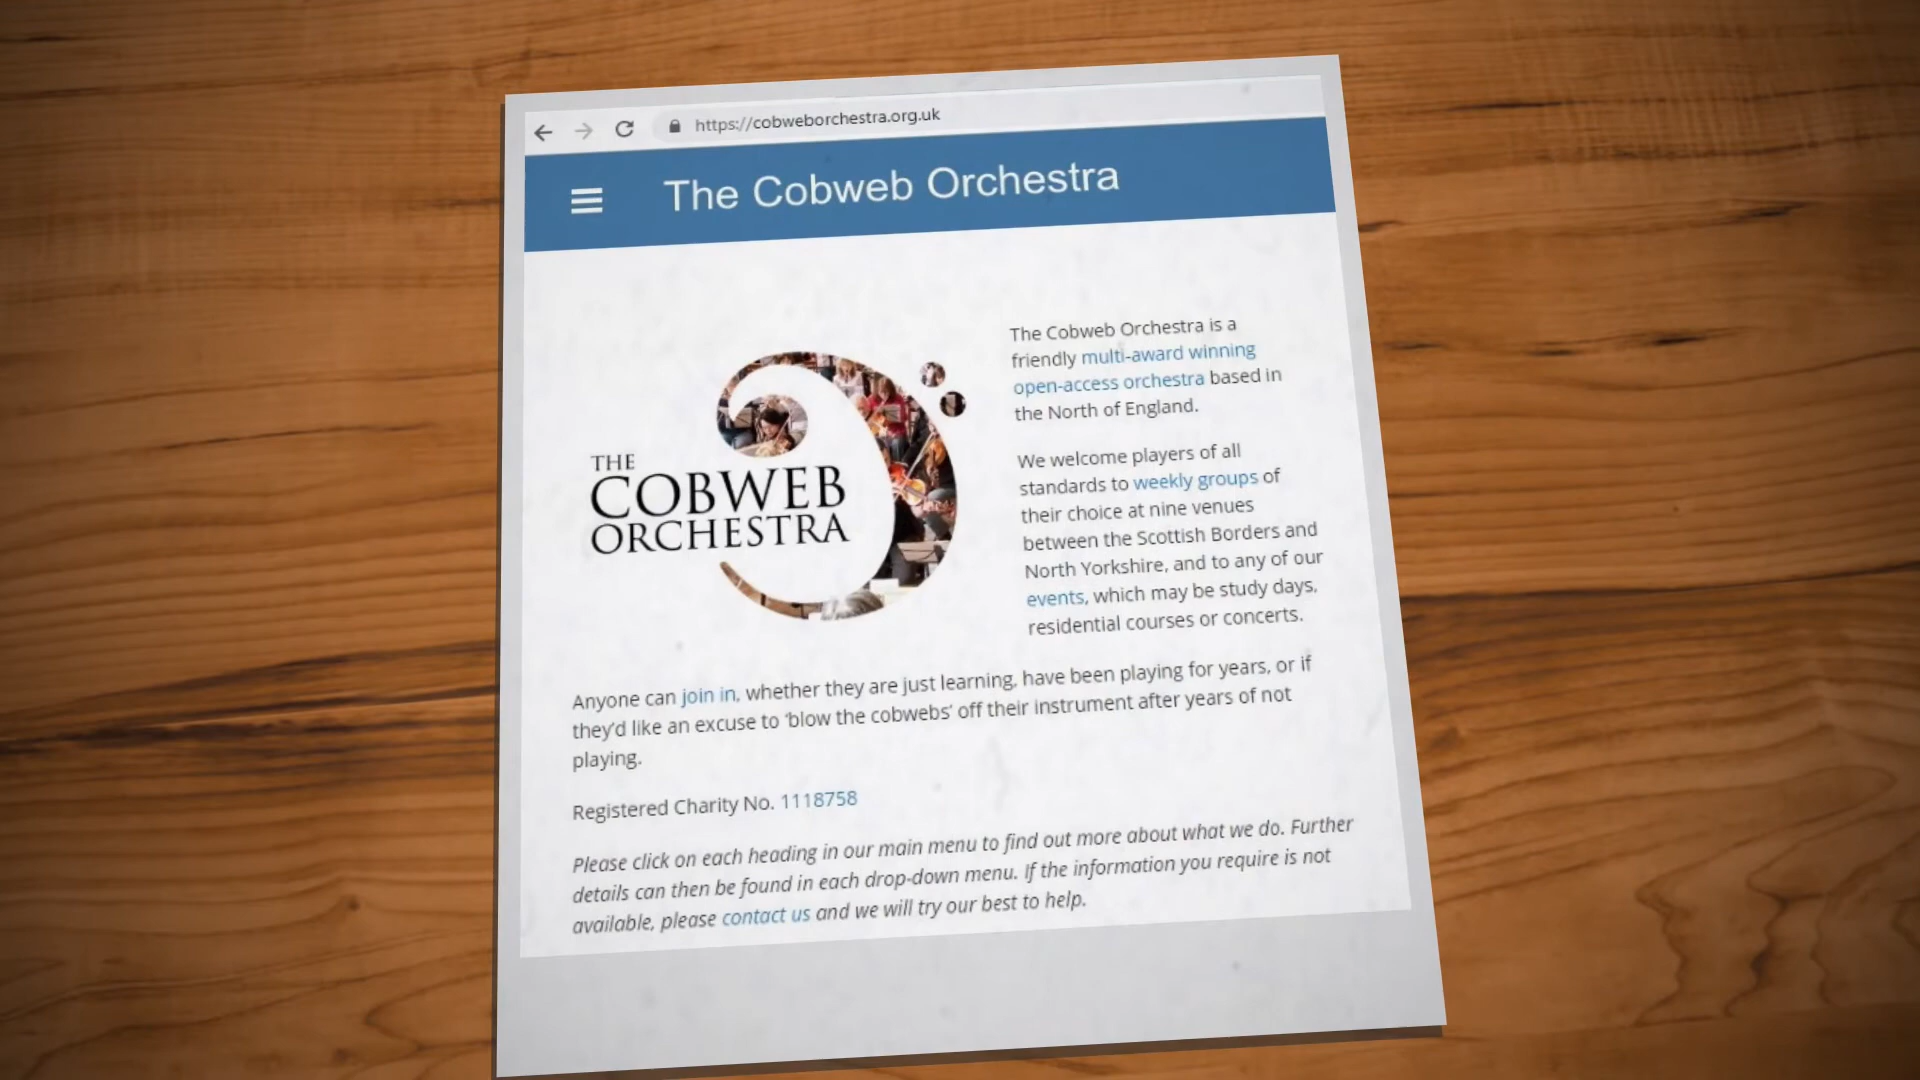 https://cobweborchestra.org.uk
The Cobweb Orchestra
THE
COBWEB
ORCHESTRA
The Cobweb Orchestra is a
friendly multi-award winning
open-access orchestra based in
the North of England.
We welcome players of all
standards to weekly groups of
their choice at nine venues
between the Scottish Borders and
North Yorkshire, and to any of our
events, which may be study days,
residential courses or concerts.
Anyone can join in, whether they are just learning, have been playing for years, or if
they'd like an excuse to 'blow the cobwebs' off their instrument after years of not
playing.
Registered Charity No. 1118758
Please click on each heading in our main menu to find out more about what we do. Further
details can then be found in each drop-down menu. If the information you require is not
available, please contact us and we will try our best to help.